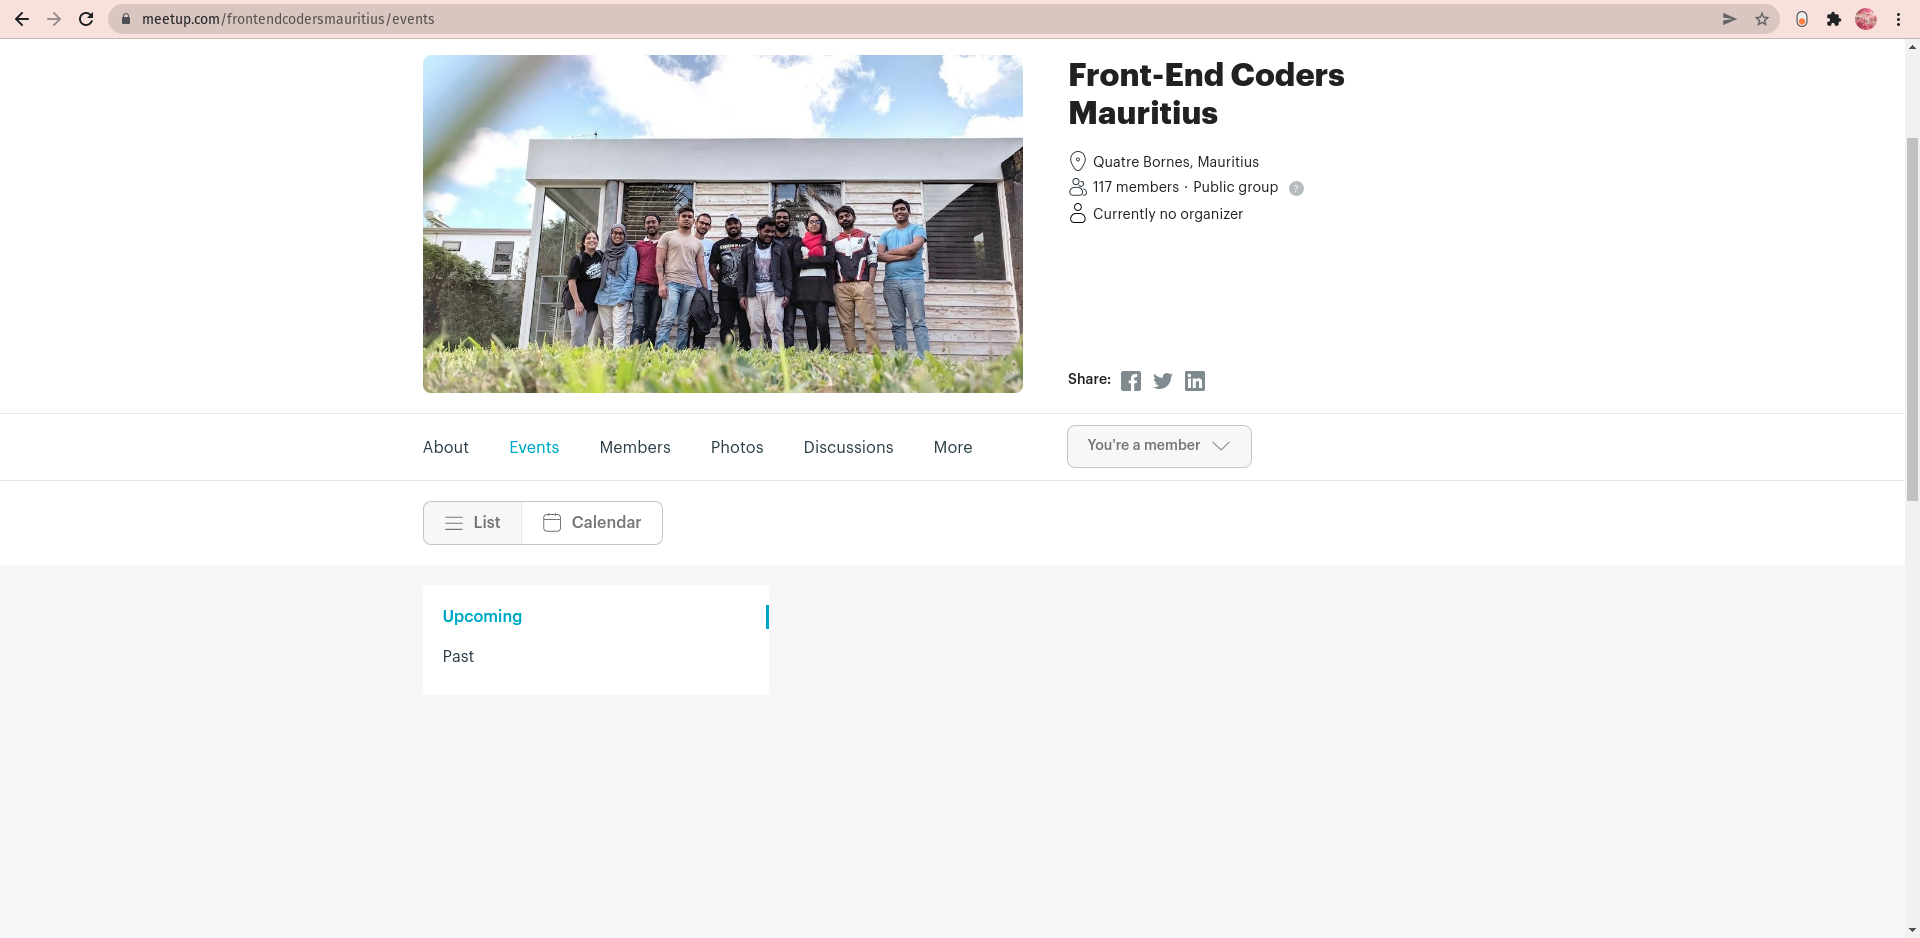 meetup.com/frontendcodersmauritius/events
Front-End Coders
Mauritius
Quatre Bornes, Mauritius
117 members · Public group ?
Currently no organizer
Share:
About Events Members Photos Discussions More You're a member
List Calendar
Upcoming
Past